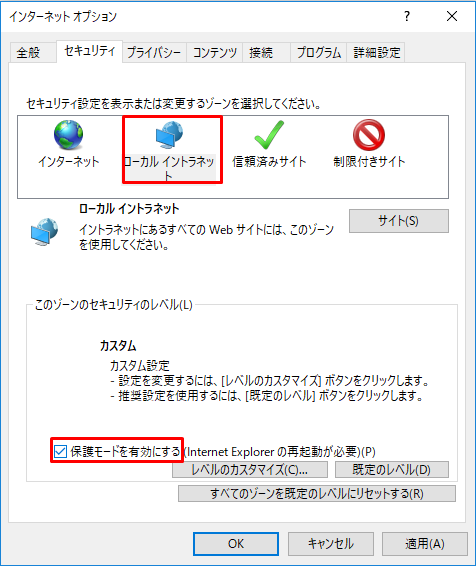 インターネット オプション
? ×
全般 セキュリティ プライバシー コンテンツ 接続 プログラム 詳細設定
セキュリティ設定を表示または変更するゾーンを選択してください。
インターネット ローカル イントラネッ 信頼済みサイト 制限付きサイト
ト
ローカル イントラネット
イントラネットにあるすべての Web サイトには、このゾーン
を使用してください。
サイト(S)
このゾーンのセキュリティのレベル(L)
カスタム
カスタム設定
- 設定を変更するには、[レベルのカスタマイズ] ボタンをクリックします。
- 推奨設定を使用するには、[既定のレベル] ボタンをクリックします。
保護モードを有効にする (Internet Explorer の再起動が必要)(P)
レベルのカスタマイズ(C)... 既定のレベル(D)
すべてのゾーンを既定のレベルにリセットする(R)
OK キャンセル 適用(A)